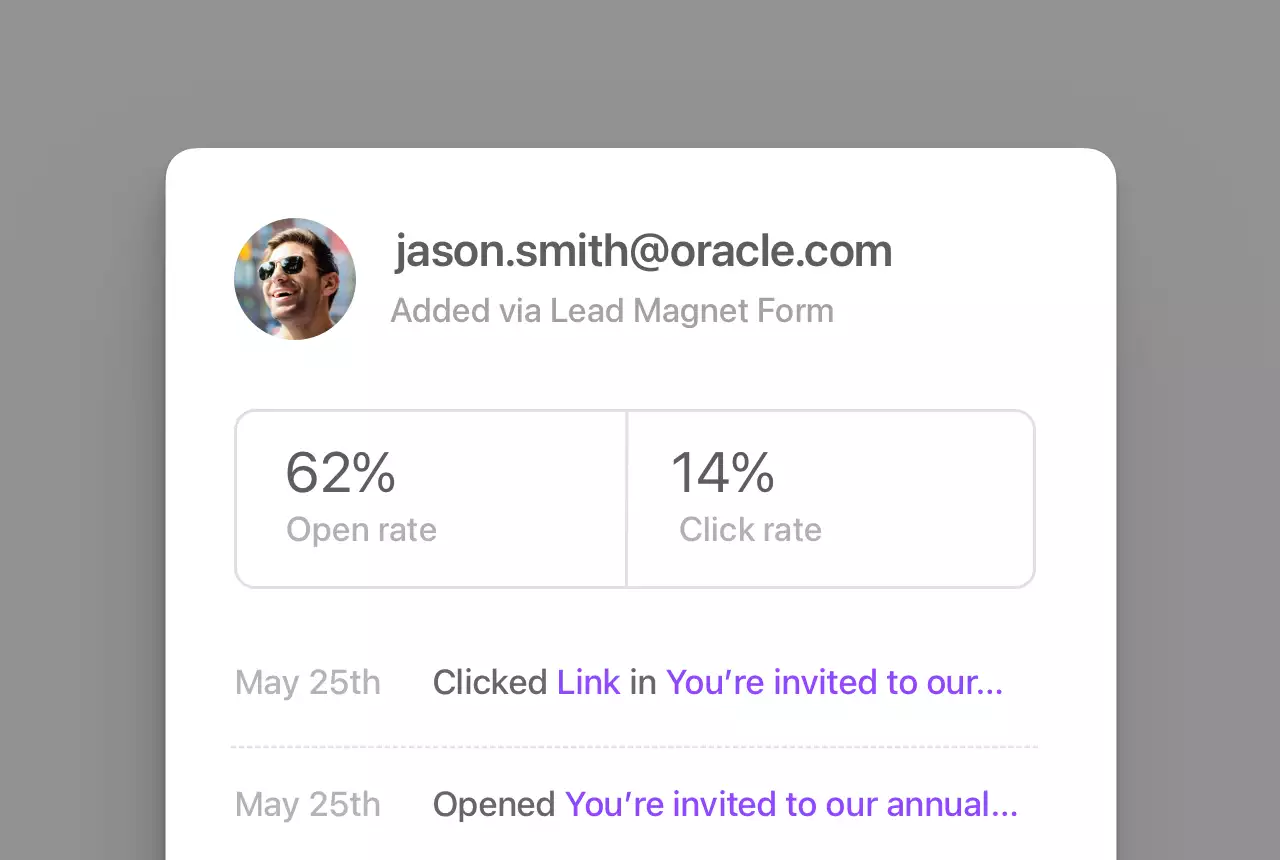 jason.smith@oracle.com
Added via Lead Magnet Form
62%
Open rate
14%
Click rate
May 25th Clicked Link in You’re invited to our...
May 25th Opened You’re invited to our annual...